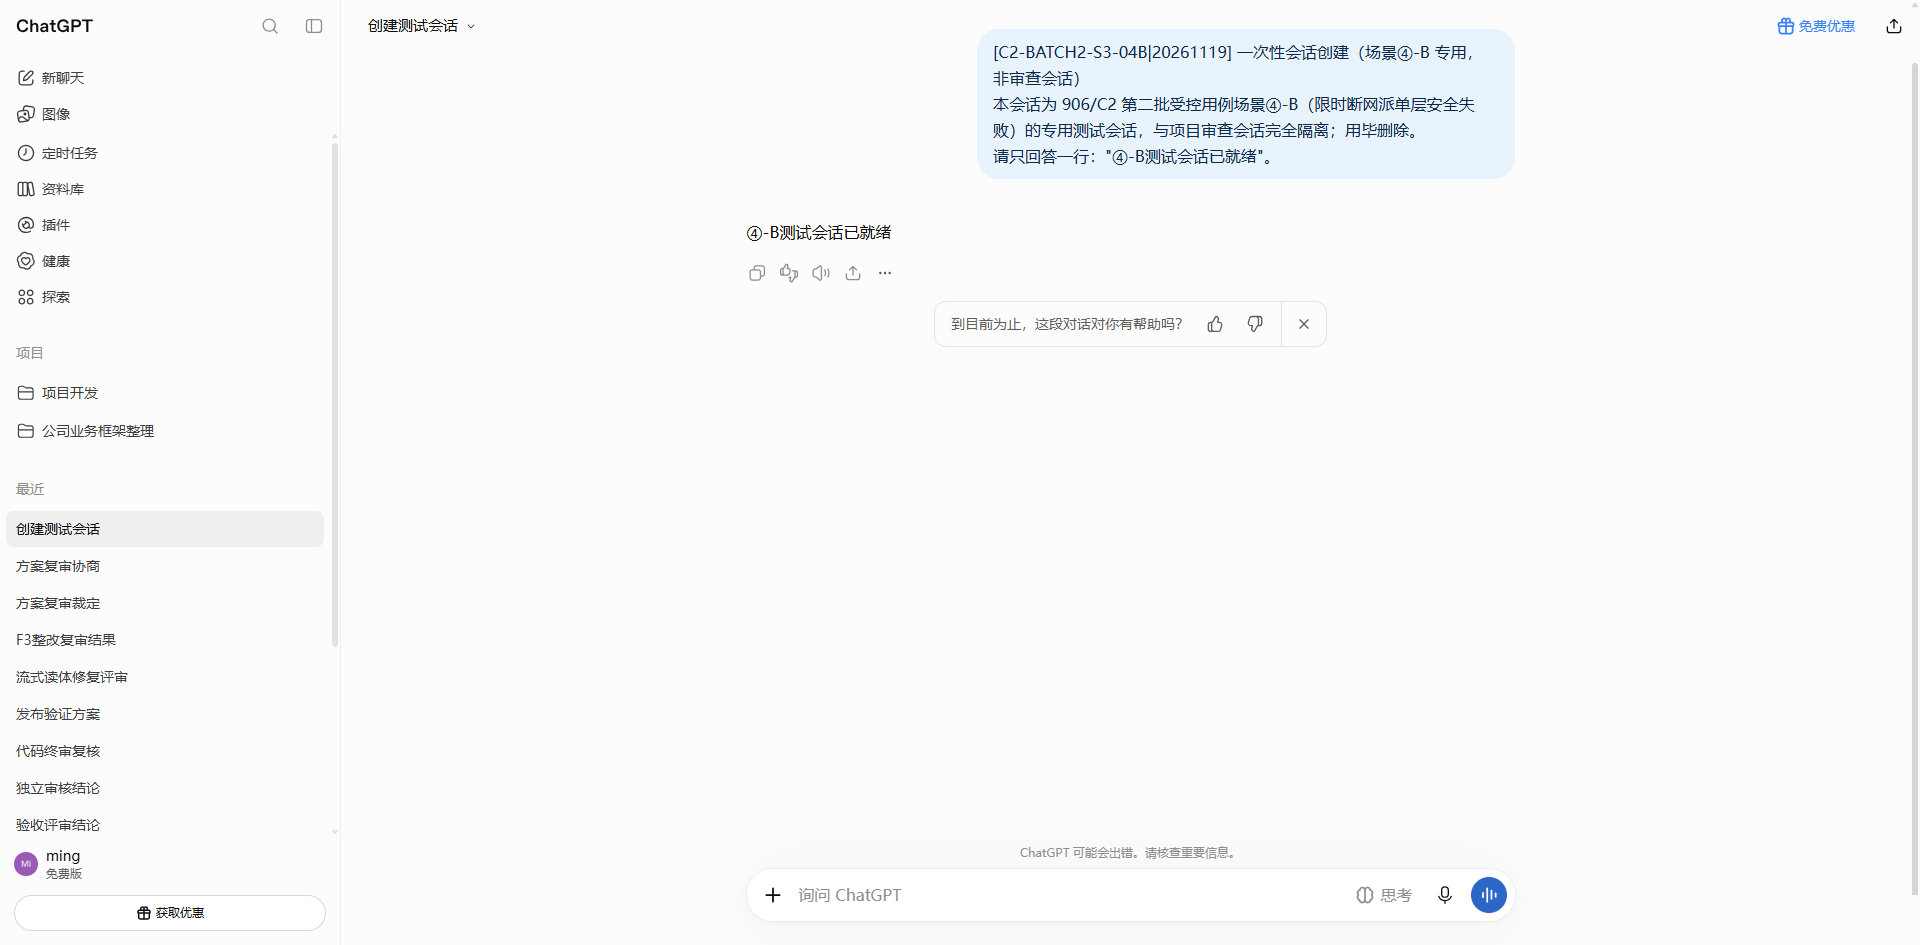 ChatGPT
新聊天
图像
定时任务
资料库
插件
健康
探索
项目
项目开发
公司业务框架整理
最近
创建测试会话
方案复审协商
方案复审裁定
F3整改复审结果
流式读体修复评审
发布验证方案
代码终审复核
独立审核结论
验收评审结论
MI
ming
免费版
获取优惠
创建测试会话
免费优惠
[C2-BATCH2-S3-04B|20261119] 一次性会话创建（场景④-B 专用，
非审查会话）
本会话为 906/C2 第二批受控用例场景④-B（限时断网派单层安全失
败）的专用测试会话，与项目审查会话完全隔离；用毕删除。
请只回答一行："④-B测试会话已就绪"。
④-B测试会话已就绪
到目前为止，这段对话对你有帮助吗？
ChatGPT 可能会出错。请核查重要信息。
询问 ChatGPT
思考